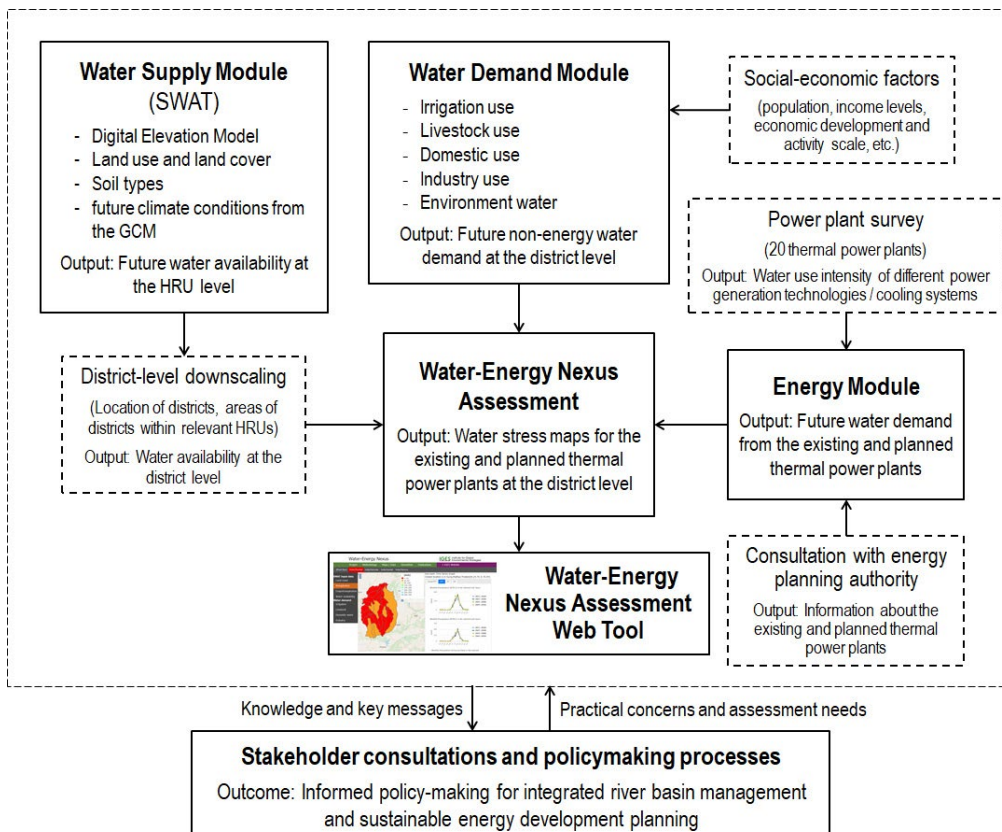 Water Supply Module
(SWAT)
- Digital Elevation Model
- Land use and land cover
- Soil types
- future climate conditions from
the GCM
Output: Future water availability at
the HRU level
Water Demand Module
- Irrigation use
- Livestock use
- Domestic use
- Industry use
- Environment water
Output: Future non-energy water
demand at the district level
Social-economic factors
(population, income levels,
economic development and
activity scale, etc.)
Power plant survey
(20 thermal power plants)
Output: Water use intensity of different power
generation technologies / cooling systems
District-level downscaling
(Location of districts, areas of
districts within relevant HRUs)
Output: Water availability at the
district level
Water-Energy Nexus
Assessment
Output: Water stress maps for the
existing and planned thermal
power plants at the district level
Energy Module
Output: Future water demand
from the existing and planned
thermal power plants
Water-Energy Nexus
IGES
Water-Energy
Nexus Assessment
Web Tool
Consultation with energy
planning authority
Output: Information about the
existing and planned thermal
power plants
Knowledge and key messages
Practical concerns and assessment needs
Stakeholder consultations and policymaking processes
Outcome: Informed policy-making for integrated river basin management
and sustainable energy development planning